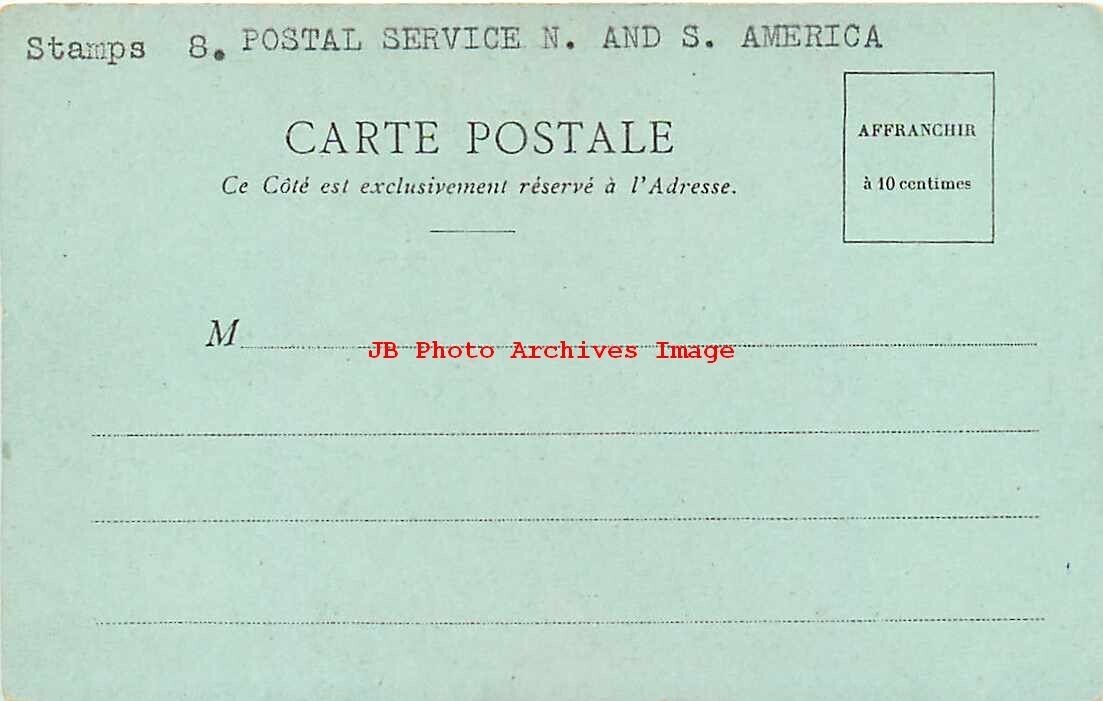 Stamps 8. POSTAL SERVICE N. AND S. AMERICA
CARTE POSTALE
Ce Côté est exclusivement réservé à l'Adresse.
AFFRANCHIR
à 10 centimes
M
JB Photo Archives Image